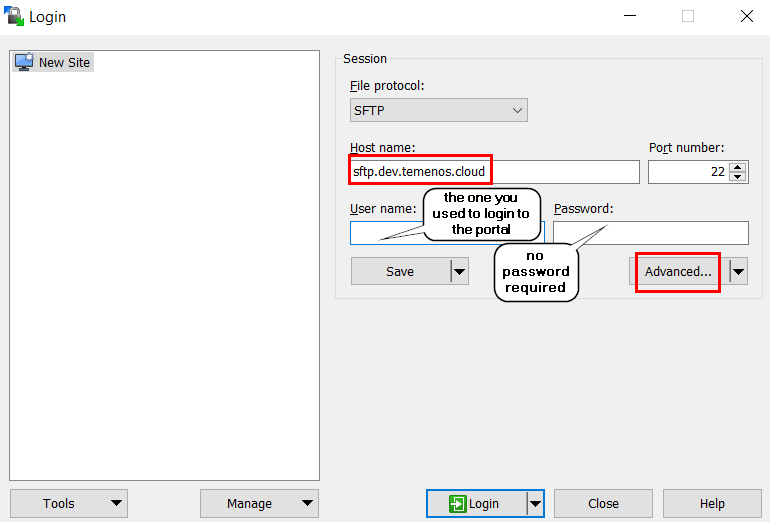 Login
New Site
Session
File protocol:
SFTP
Host name:
Port number:
sftp.dev.temenos.cloud
22
User name:
the one you
used to login to
the portal
Password:
no
password
required
Save
Advanced...
Tools
Manage
Login
Close
Help